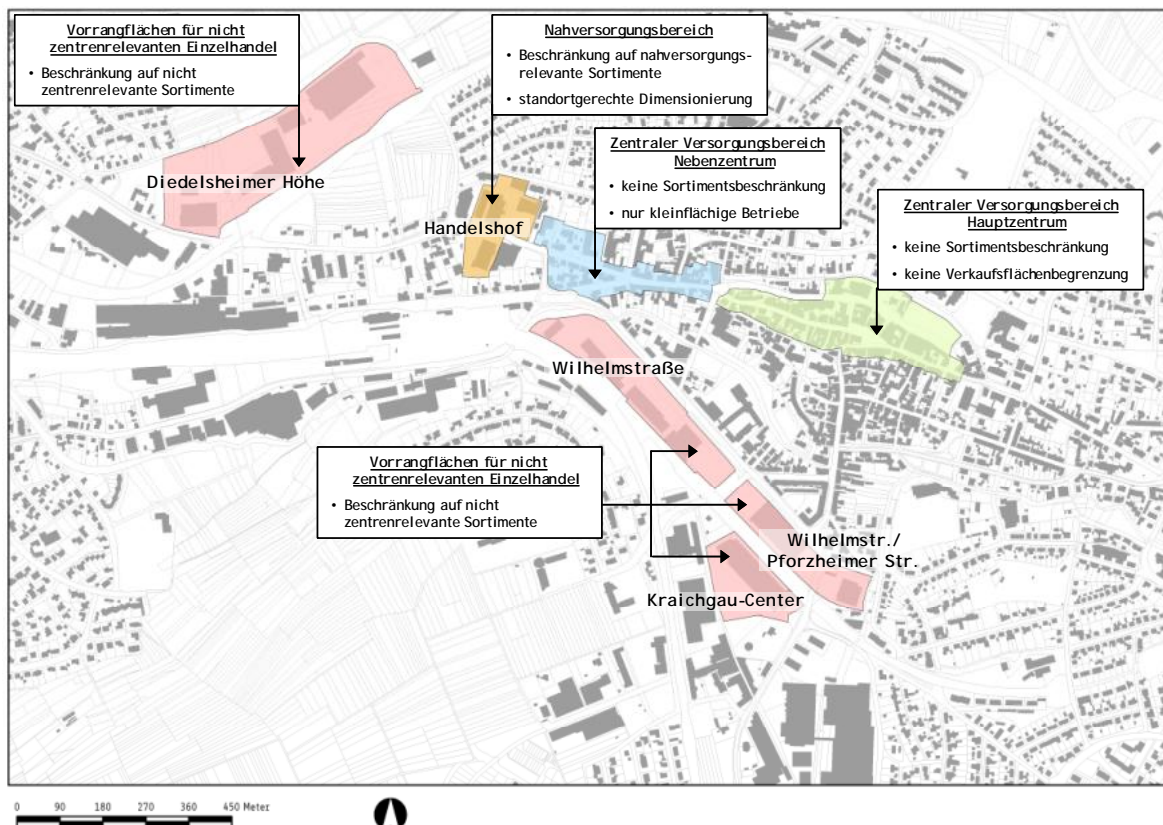 Vorrangflächen für nicht
zentrenrelevanten Einzelhandel
• Beschränkung auf nicht
zentrenrelevante Sortimente
Nahversorgungsbereich
• Beschränkung auf nahversorgungs-
relevante Sortimente
• standortgerechte Dimensionierung
Zentraler Versorgungsbereich
Nebenzentrum
• keine Sortimentsbeschränkung
• nur kleinflächige Betriebe
Zentraler Versorgungsbereich
Hauptzentrum
• keine Sortimentsbeschränkung
• keine Verkaufsflächenbegrenzung
Diedelsheimer Höhe
Handelshof
Wilhelmstraße
Vorrangflächen für nicht
zentrenrelevanten Einzelhandel
• Beschränkung auf nicht
zentrenrelevante Sortimente
Wilhelmstr./
Pforzheimer Str.
Kraichgau-Center
0 90 180 270 360 450 Meter